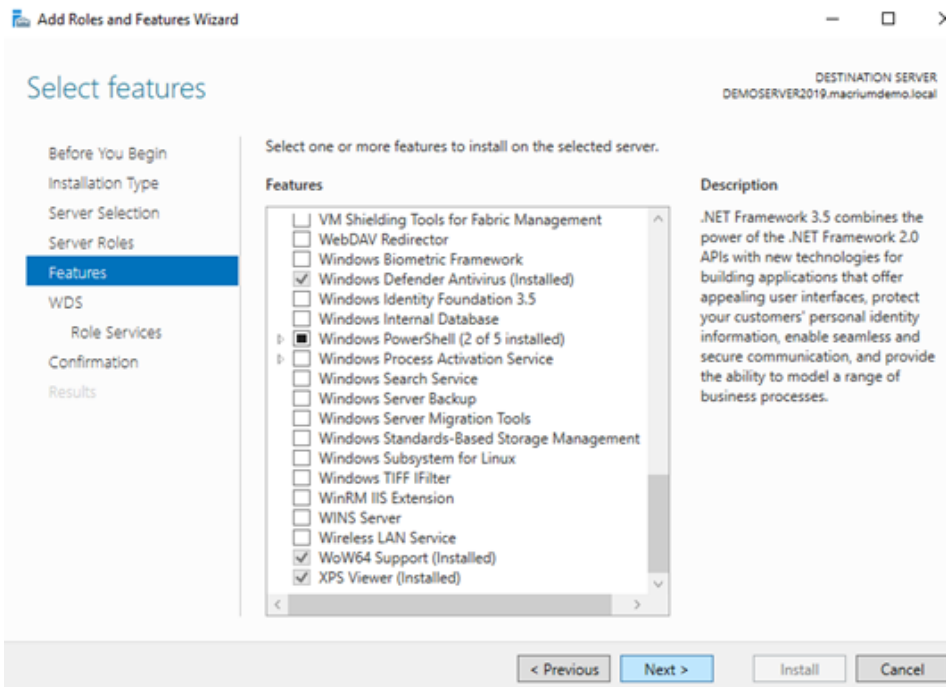 Add Roles and Features Wizard
Select features
DESTINATION SERVER
DEMOSERVER2019.macriumdemo.local
Before You Begin
Installation Type
Server Selection
Server Roles
Features
WDS
Role Services
Confirmation
Results
Select one or more features to install on the selected server.
Features
VM Shielding Tools for Fabric Management
WebDAV Redirector
Windows Biometric Framework
Windows Defender Antivirus (Installed)
Windows Identity Foundation 3.5
Windows Internal Database
Windows PowerShell (2 of 5 installed)
Windows Process Activation Service
Windows Search Service
Windows Server Backup
Windows Server Migration Tools
Windows Standards-Based Storage Management
Windows Subsystem for Linux
Windows TIFF IFilter
WinRM IIS Extension
WINS Server
Wireless LAN Service
WoW64 Support (Installed)
XPS Viewer (Installed)
Description
.NET Framework 3.5 combines the
power of the .NET Framework 2.0
APIs with new technologies for
building applications that offer
appealing user interfaces, protect
your customers' personal identity
information, enable seamless and
secure communication, and provide
the ability to model a range of
business processes.
< Previous
Next >
Install
Cancel